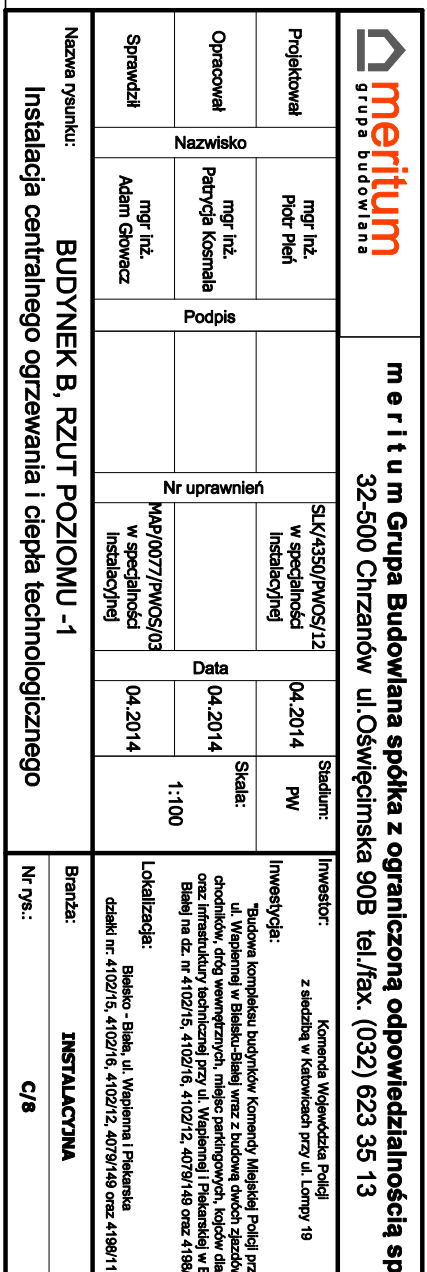 meritum
grupa budowlana
m e r i t u m Grupa Budowlana spółka z ograniczoną odpowiedzialnością sp
32-500 Chrzanów ul.Oświęcimska 90B tel./fax. (032) 623 35 13
Projektował
Opracował
Sprawdził
Nazwisko
mgr inż.
Piotr Pleń
mgr inż.
Patrycja Kosmala
mgr inż.
Adam Głowacz
Podpis
Nr uprawnień
SLK/4350/PWOS/12
w specjalności
instalacyjnej
MAP/0077/PWOS/03
w specjalności
instalacyjnej
Data
04.2014
04.2014
04.2014
Stadium:
PW
Skala:
1:100
Inwestor:
Komenda Wojewódzka Policji
z siedzibą w Katowicach przy ul. Lompy 19
Inwestycja:
"Budowa kompleksu budynków Komendy Miejskiej Policji prz
ul. Wapiennej w Bielsku-Białej wraz z budową dwóch zjazdów
chodników, dróg wewnętrznych, miejsc parkingowych, kojców dla
oraz infrastruktury technicznej przy ul. Wapiennej i Piekarskiej w B
Białej na dz. nr 4102/15, 4102/16, 4102/12, 4079/149 oraz 4198/
Lokalizacja:
Bielsko - Biała, ul. Wapienna i Piekarska
działki nr: 4102/15, 4102/16, 4102/12, 4079/149 oraz 4198/11
Nazwa rysunku:
BUDYNEK B, RZUT POZIOMU -1
Instalacja centralnego ogrzewania i ciepła technologicznego
Branża:
INSTALACYJNA
Nr rys.:
C/8